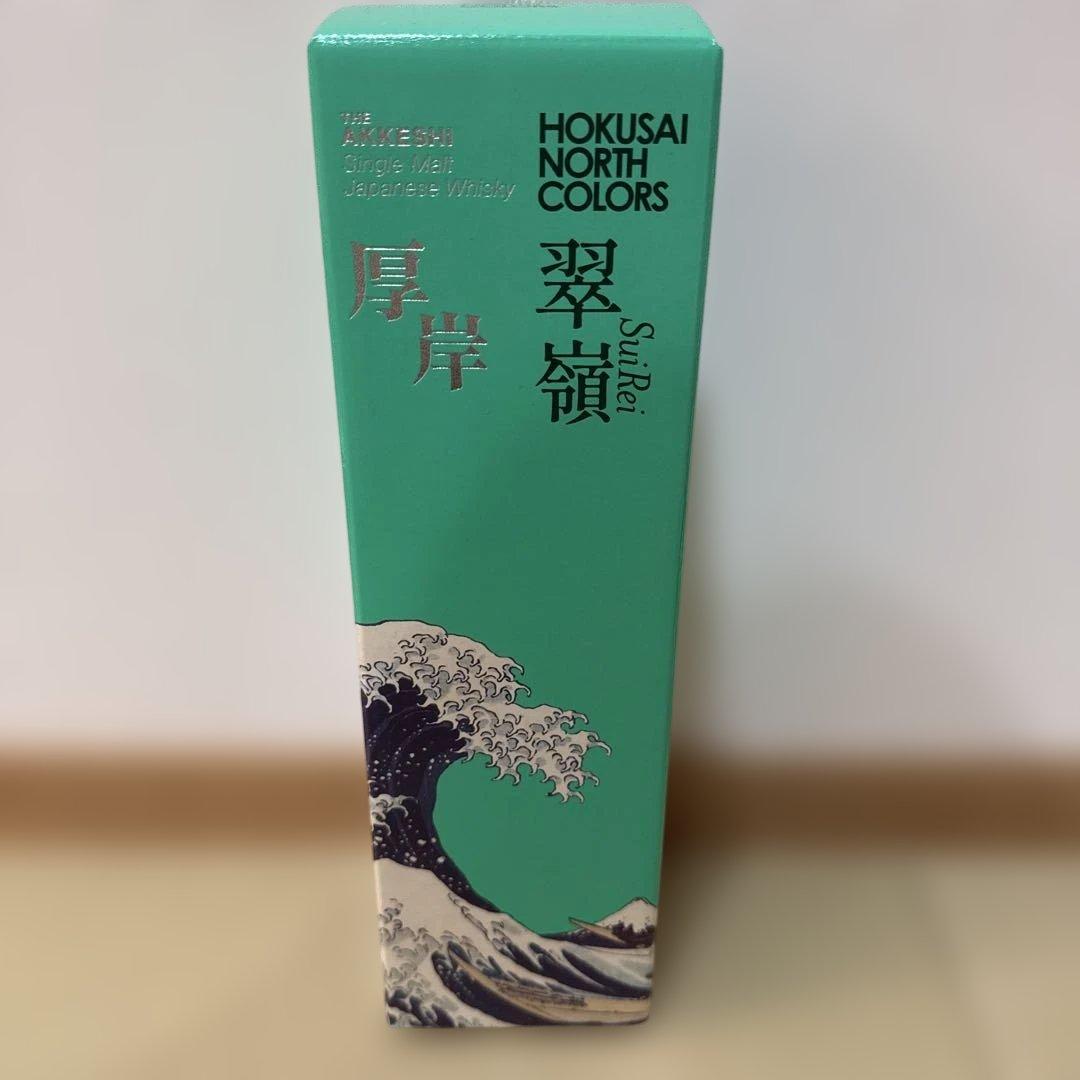 THE
AKKESHI
Single Malt
Japanese Whisky
厚岸
HOKUSAI
NORTH
COLORS
翠嶺
SuiRei